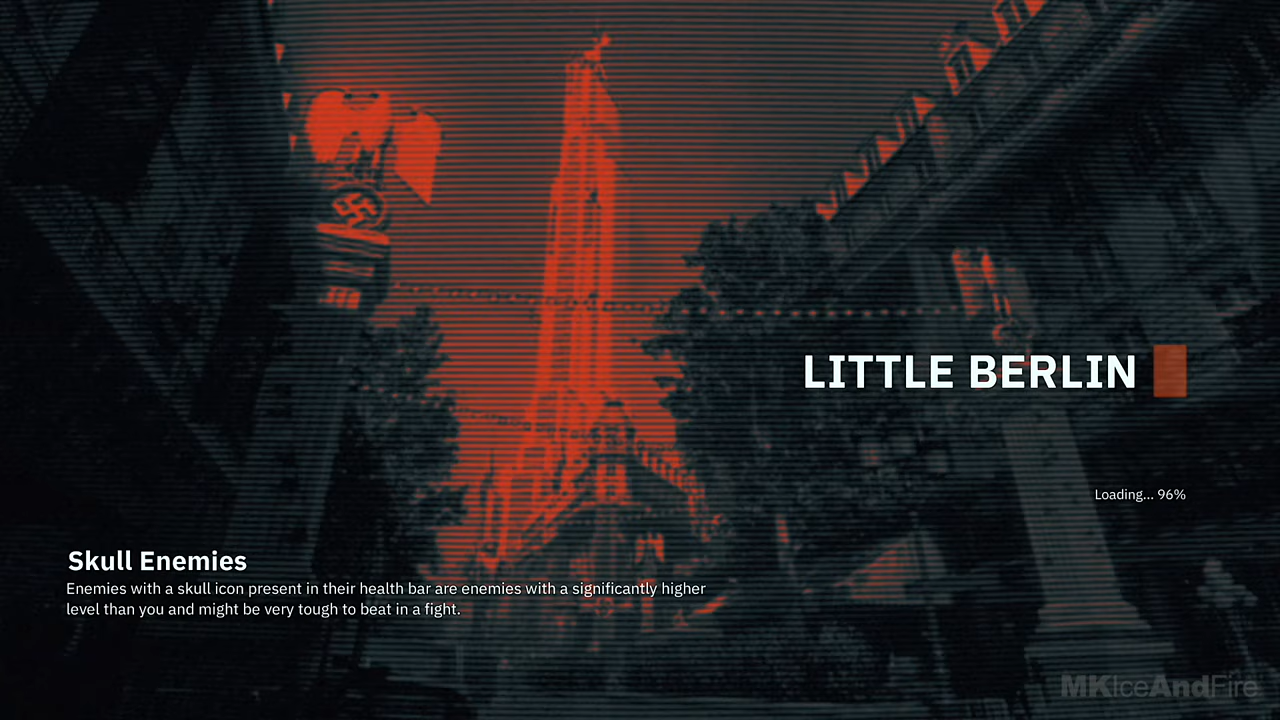 LITTLE BERLIN
Loading... 96%
Skull Enemies
Enemies with a skull icon present in their health bar are enemies with a significantly higher
level than you and might be very tough to beat in a fight.
MKIceAndFire